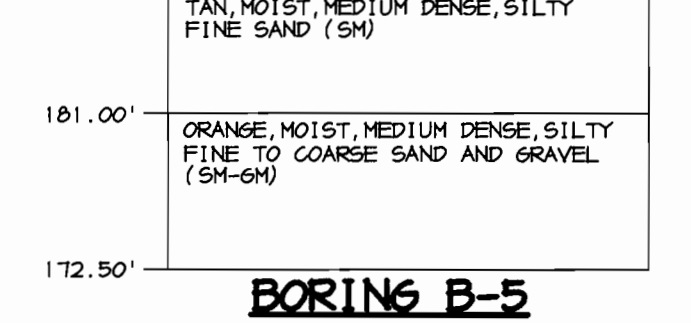 TAN, MOIST, MEDIUM DENSE, SILTY
FINE SAND (SM)
181.00'
ORANGE, MOIST, MEDIUM DENSE, SILTY
FINE TO COARSE SAND AND GRAVEL
(SM-GM)
172.50'
BORING B-5